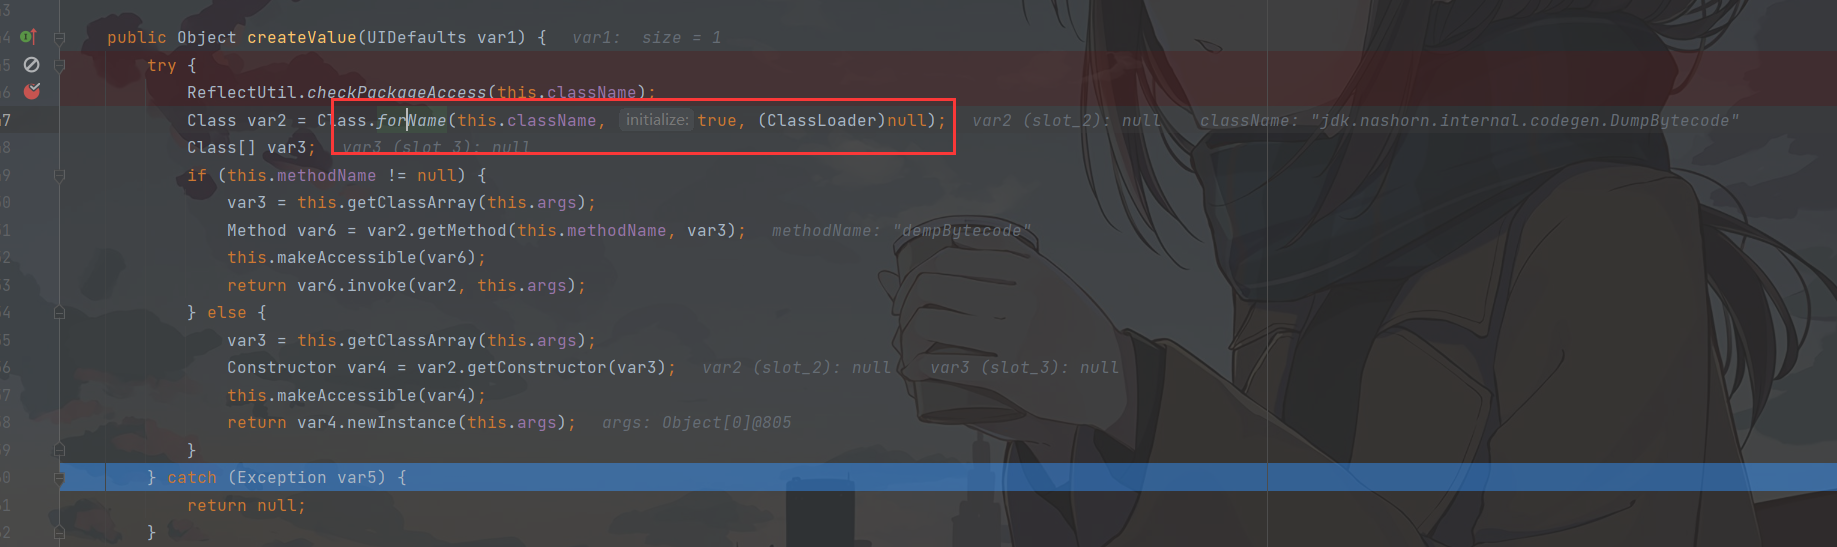 3
4 public Object createValue(UIDefaults var1) { var1: size = 1
5 try {
6 ReflectUtil.checkPackageAccess(this.className);
7 Class var2 = Class.forName(this.className, initialize: true, (ClassLoader)null); var2 (slot_2): null className: "jdk.nashorn.internal.codegen.DumpBytecode"
8 Class[] var3; var3 (slot_3): null
9 if (this.methodName != null) {
0 var3 = this.getClassArray(this.args);
1 Method var6 = var2.getMethod(this.methodName, var3); methodName: "dempBytecode"
2 this.makeAccessible(var6);
3 return var6.invoke(var2, this.args);
4 } else {
5 var3 = this.getClassArray(this.args);
6 Constructor var4 = var2.getConstructor(var3); var2 (slot_2): null var3 (slot_3): null
7 this.makeAccessible(var4);
8 return var4.newInstance(this.args); args: Object[0]@805
9 }
0 } catch (Exception var5) {
1 return null;
2 }